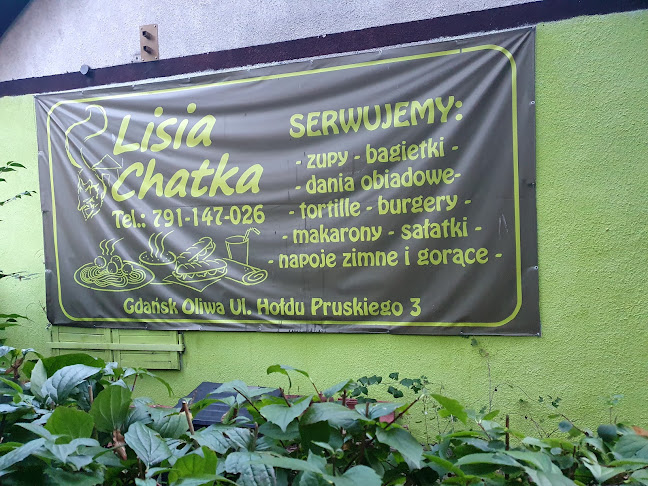 Lisia
Chatka
Tel.: 791-147-026
SERWUJEMY:
- zupy - bagietki -
- dania obiadowe-
- tortille - burgery -
- makarony - sałatki -
- napoje zimne i gorące -
Gdańsk Oliwa Ul. Hołdu Pruskiego 3